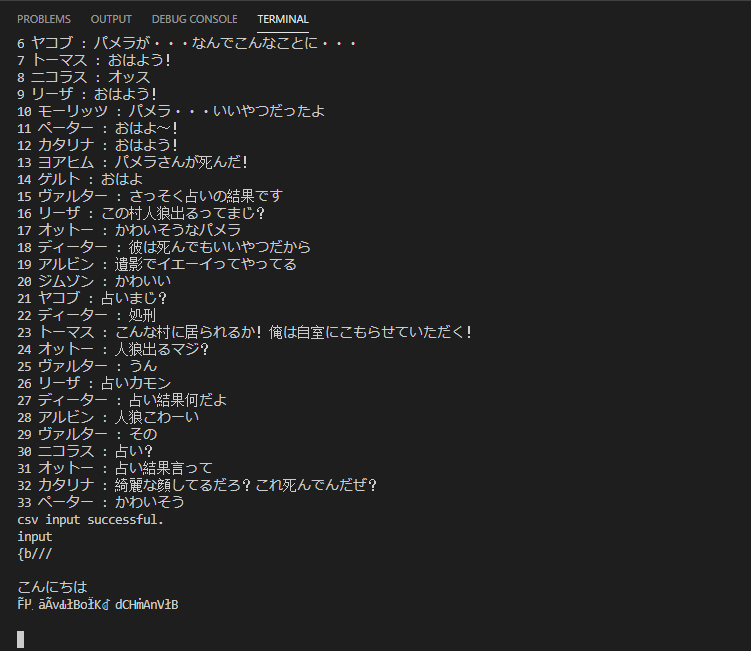 PROBLEMS OUTPUT DEBUG CONSOLE TERMINAL
6 ヤコブ : パメラが・・・なんでこんなことに・・・
7 トーマス : おはよう!
8 ニコラス : オッス
9 リーザ : おはよう!
10 モーリッツ : パメラ・・・いいやつだったよ
11 ペーター : おはよ～!
12 カタリナ : おはよう!
13 ヨアヒム : パメラさんが死んだ!
14 ゲルト : おはよ
15 ヴァルター : さっそく占いの結果です
16 リーザ : この村人狼出るってまじ?
17 オットー : かわいそうなパメラ
18 ディーター : 彼は死んでもいいやつだから
19 アルビン : 遺影でイエーイってやってる
20 ジムゾン : かわいい
21 ヤコブ : 占いまじ?
22 ディーター : 処刑
23 トーマス : こんな村に居られるか! 俺は自室にこもらせていただく!
24 オットー : 人狼出るマジ?
25 ヴァルター : うん
26 リーザ : 占いカモン
27 ディーター : 占い結果何だよ
28 アルビン : 人狼こわーい
29 ヴァルター : その
30 ニコラス : 占い?
31 オットー : 占い結果言って
32 カタリナ : 綺麗な顔してるだろ? これ死んでんだぜ?
33 ペーター : かわいそう
csv input successful.
input
{b///
こんにちは